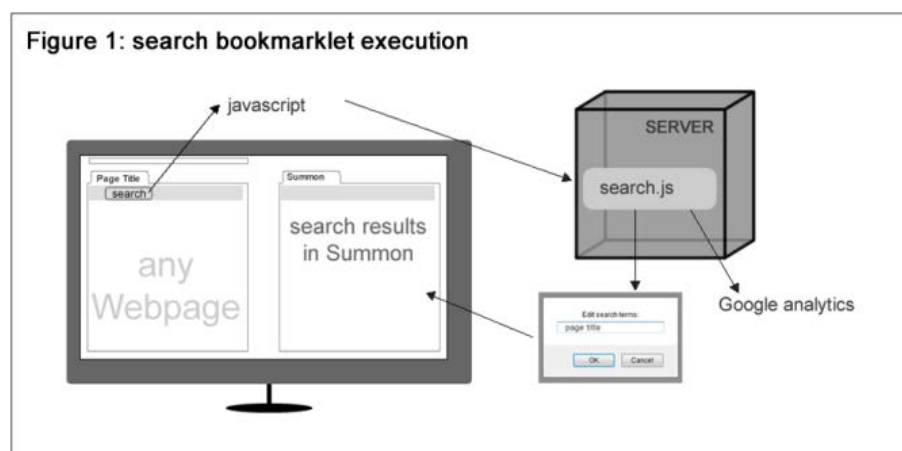 Figure 1: search bookmarklet execution
javascript
SERVER
Page Title
Summon
search
search.js
search results
in Summon
any
Webpage
Google analytics
Edit search terms:
page title
OK Cancel